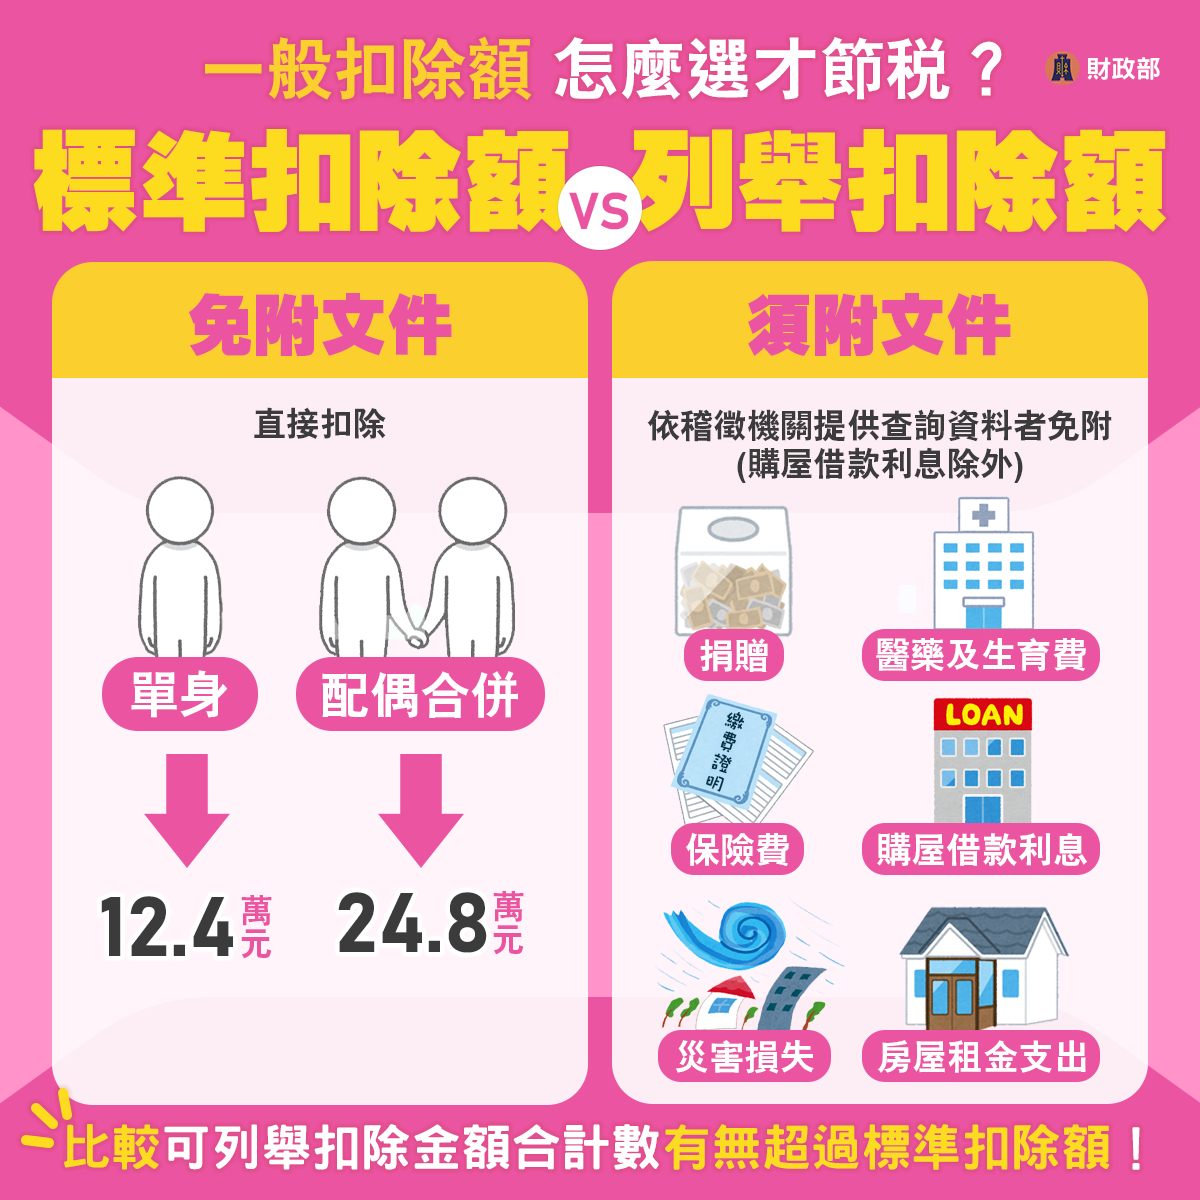 一般扣除額 怎麼選才節稅？
財政部
標準扣除額 VS 列舉扣除額
免附文件
直接扣除
單身
配偶合併
12.4萬元
24.8萬元
須附文件
依稽徵機關提供查詢資料者免附
(購屋借款利息除外)
捐贈
醫藥及生育費
繳費證明
LOAN
保險費
購屋借款利息
災害損失
房屋租金支出
比較可列舉扣除金額合計數有無超過標準扣除額！